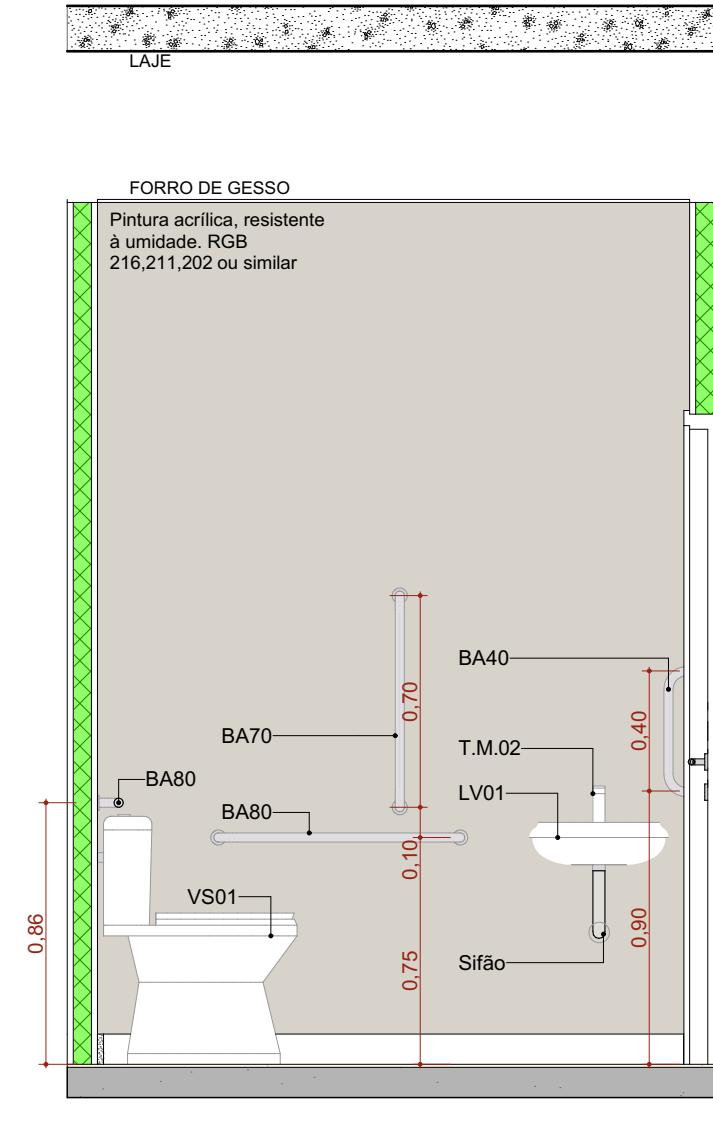 LAJE
FORRO DE GESSO
Pintura acrílica, resistente
à umidade. RGB
216,211,202 ou similar
BA40
0,70
0,40
BA70
T.M.02
BA80
LV01
BA80
0,10
VS01
0,86
0,90
Sifão
0,75